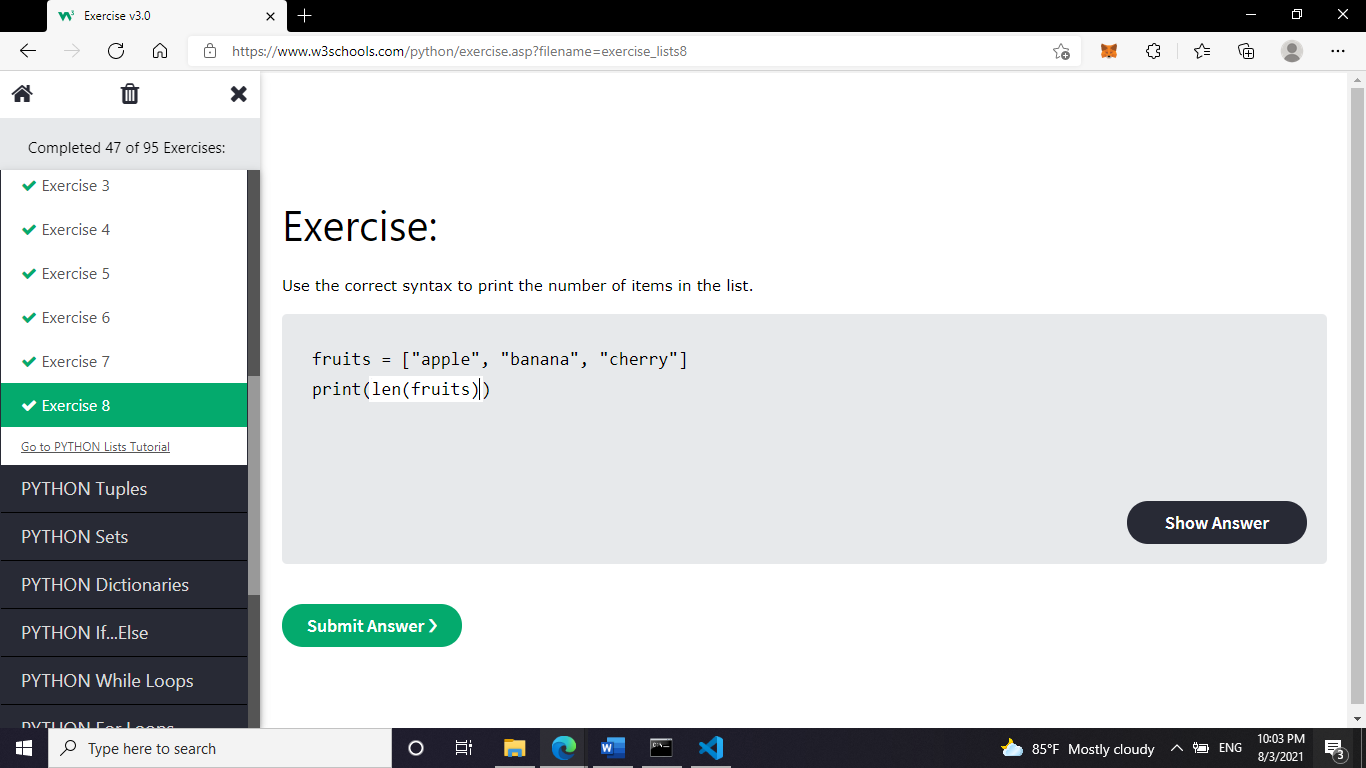 Exercise v3.0
https://www.w3schools.com/python/exercise.asp?filename=exercise_lists8
Completed 47 of 95 Exercises:
Exercise 3
Exercise 4
Exercise 5
Exercise 6
Exercise 7
Exercise 8
Go to PYTHON Lists Tutorial
PYTHON Tuples
PYTHON Sets
PYTHON Dictionaries
PYTHON If...Else
PYTHON While Loops
PYTHON For Loops
Exercise:
Use the correct syntax to print the number of items in the list.
fruits = ["apple", "banana", "cherry"]
print(len(fruits))
Show Answer
Submit Answer ❯
Type here to search
85°F Mostly cloudy
ENG
10:03 PM
8/3/2021
3